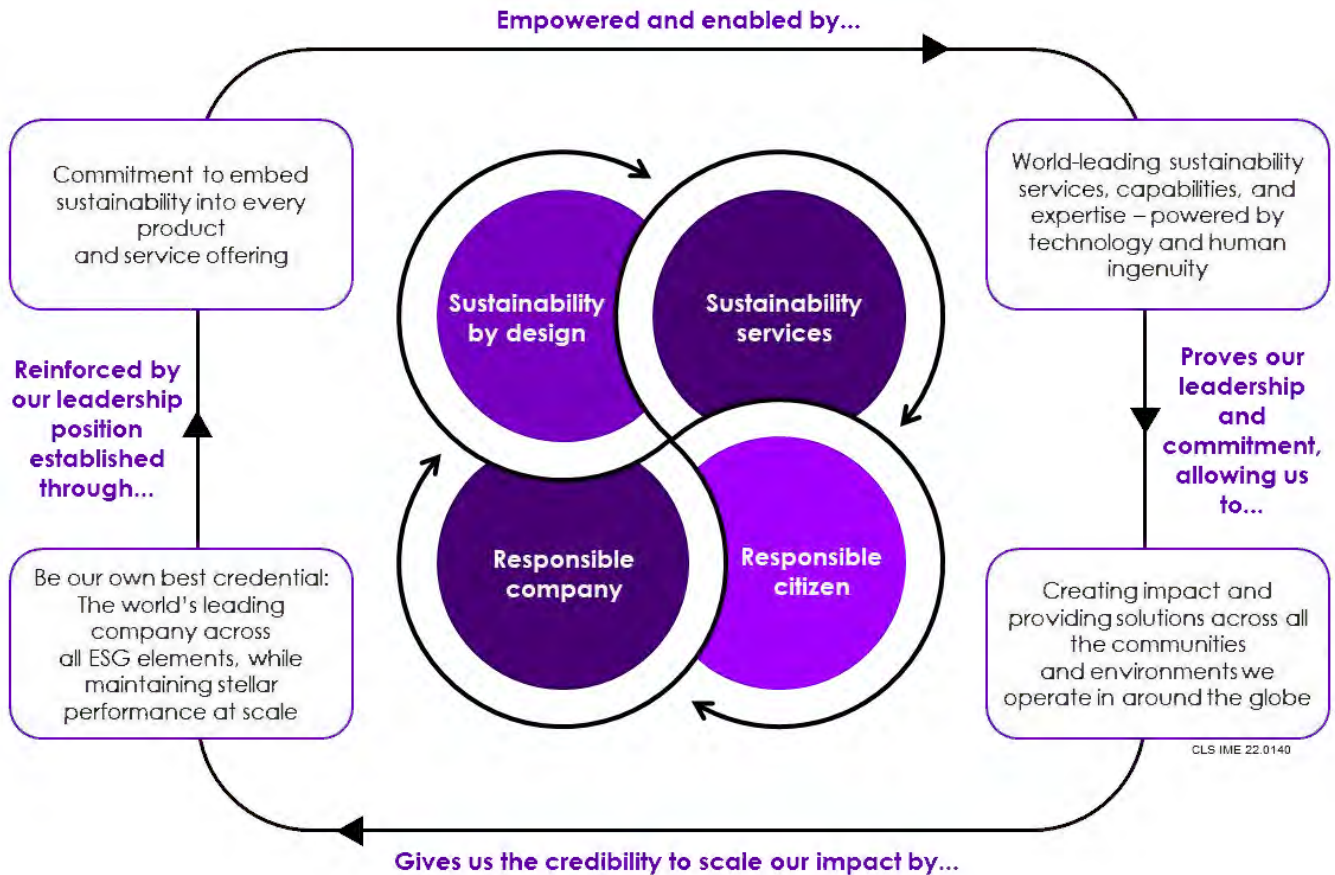 Empowered and enabled by...
Commitment to embed
sustainability into every
product
and service offering
World-leading sustainability
services, capabilities, and
expertise – powered by
technology and human
ingenuity
Sustainability
by design
Sustainability
services
Reinforced by
our leadership
position
established
through...
Proves our
leadership
and
commitment,
allowing us
to...
Responsible
company
Responsible
citizen
Be our own best credential:
The world's leading
company across
all ESG elements, while
maintaining stellar
performance at scale
Creating impact and
providing solutions across all
the communities
and environments we
operate in around the globe
CLS IME 22.0140
Gives us the credibility to scale our impact by...